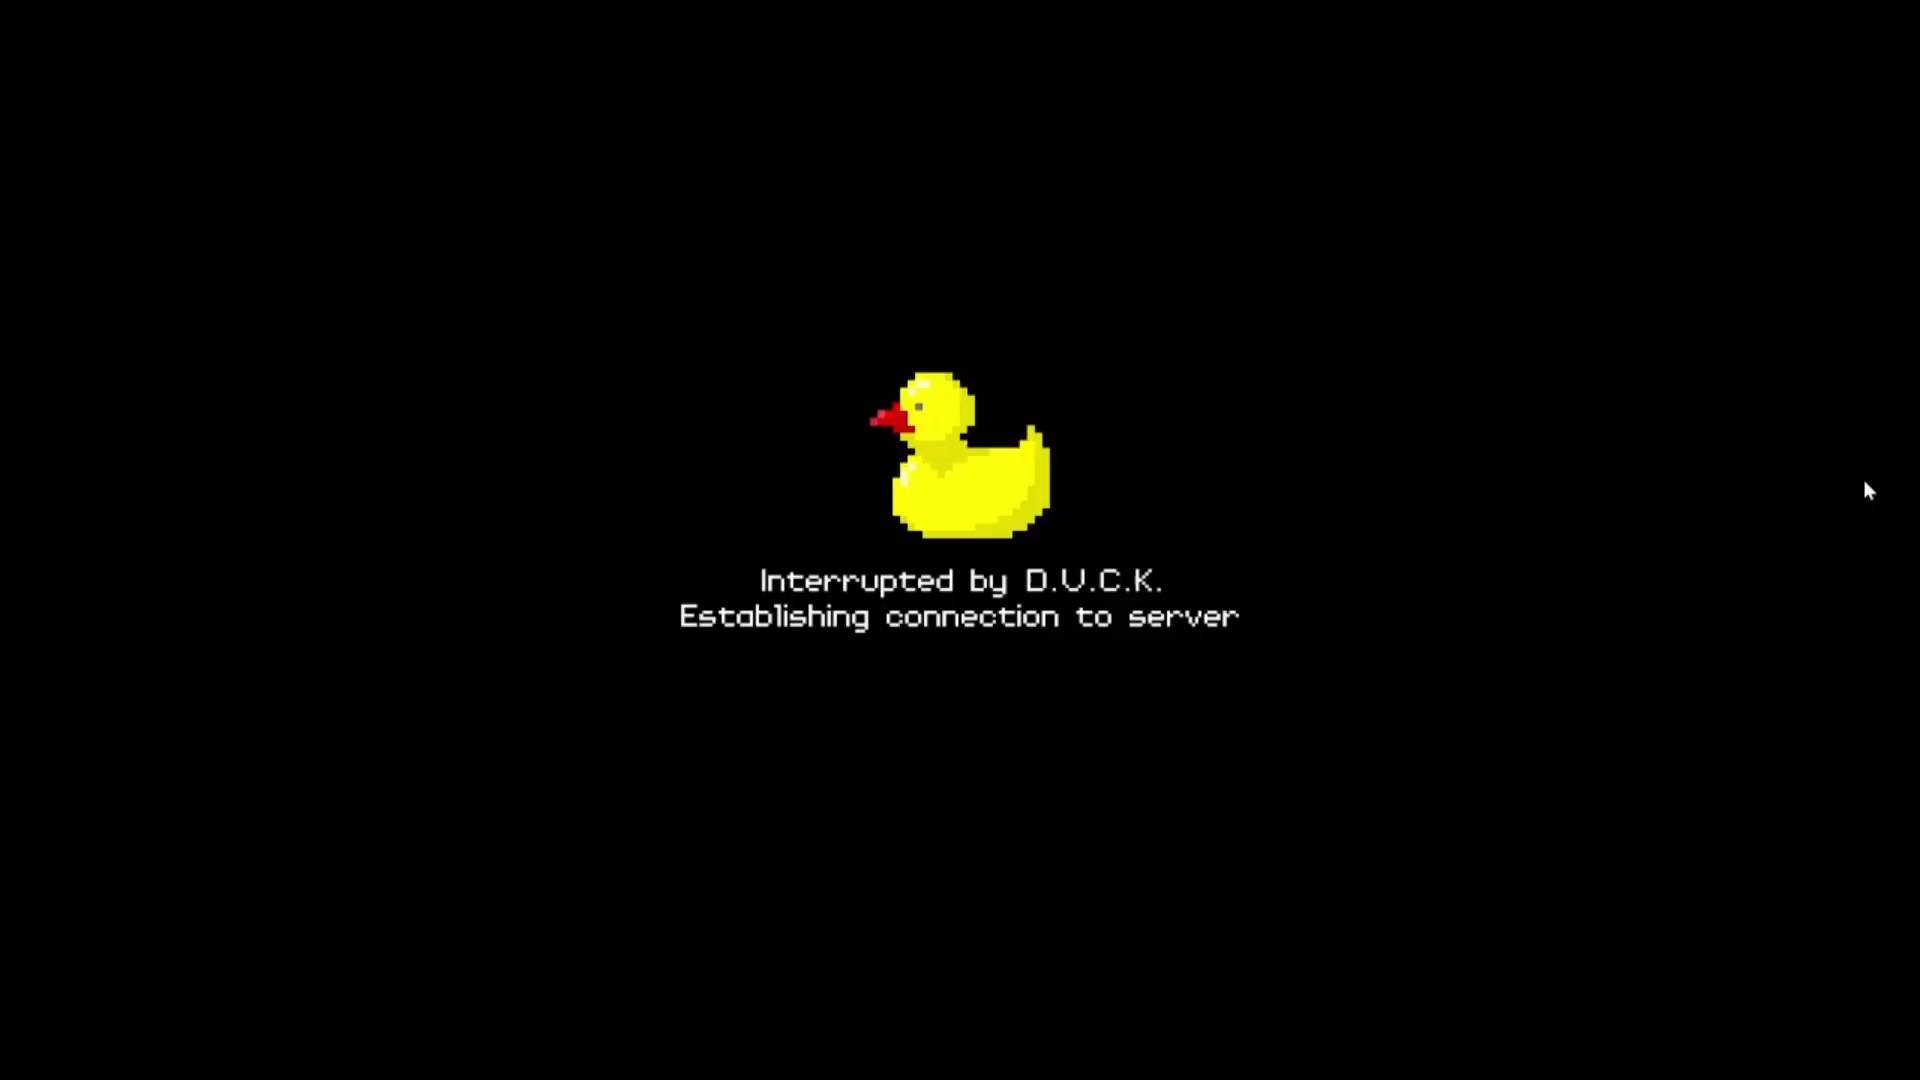 Interrupted by D.U.C.K.
Establishing connection to server